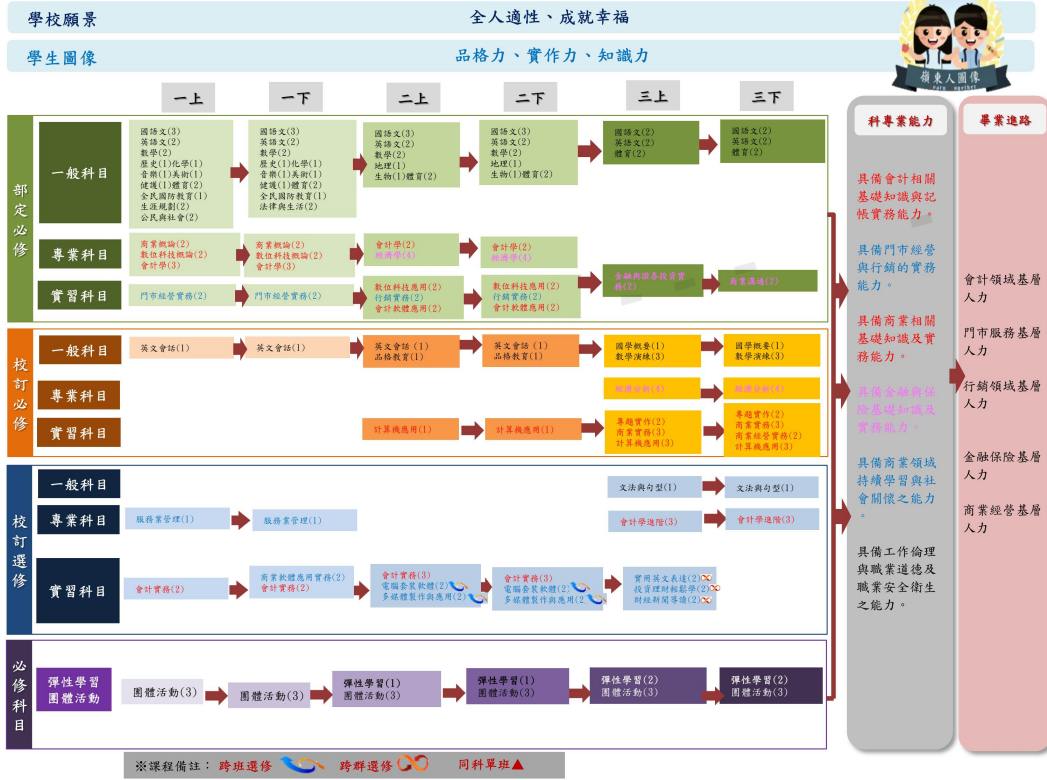 學校願景
全人適性、成就幸福
學生圖像
品格力、實作力、知識力
嶺東人圖像
一上
一下
二上
二下
三上
三下
科專業能力
畢業進路
部定必修
一般科目
國語文(3)
英語文(2)
數學(2)
歷史(1)化學(1)
音樂(1)美術(1)
健護(1)體育(2)
全民國防教育(1)
生涯規劃(2)
公民與社會(2)
國語文(3)
英語文(2)
數學(2)
歷史(1)化學(1)
音樂(1)美術(1)
健護(1)體育(2)
全民國防教育(1)
法律與生活(2)
國語文(3)
英語文(2)
數學(2)
地理(1)
生物(1)體育(2)
國語文(3)
英語文(2)
數學(2)
地理(1)
生物(1)體育(2)
國語文(2)
英語文(2)
體育(2)
國語文(2)
英語文(2)
體育(2)
專業科目
商業概論(2)
數位科技概論(2)
會計學(3)
商業概論(2)
數位科技概論(2)
會計學(3)
會計學(2)
經濟學(4)
會計學(2)
經濟學(4)
實習科目
門市經營實務(2)
門市經營實務(2)
數位科技應用(2)
行銷實務(2)
會計軟體應用(2)
數位科技應用(2)
行銷實務(2)
會計軟體應用(2)
金融與證券投資實
務(2)
商業溝通(2)
校訂必修
一般科目
英文會話(1)
英文會話(1)
英文會話 (1)
品格教育(1)
英文會話 (1)
品格教育(1)
國學概要(1)
數學演練(3)
國學概要(1)
數學演練(3)
專業科目
經濟分析(4)
經濟分析(4)
實習科目
計算機應用(1)
計算機應用(1)
專題實作(2)
商業實務(3)
計算機應用(3)
專題實作(2)
商業實務(3)
商業經營實務(2)
計算機應用(3)
校訂選修
一般科目
文法與句型(1)
文法與句型(1)
專業科目
服務業管理(1)
服務業管理(1)
會計學進階(3)
會計學進階(3)
實習科目
會計實務(2)
商業軟體應用實務(2)
會計實務(2)
會計實務(3)
電腦套裝軟體(2)
多媒體製作與應用(2)
會計實務(3)
電腦套裝軟體(2)
多媒體製作與應用(2)
實用英文表達(2)
投資理財輕鬆學(2)
財經新聞導讀(2)
必修科目
彈性學習
團體活動
團體活動(3)
團體活動(3)
彈性學習(1)
團體活動(3)
彈性學習(1)
團體活動(3)
彈性學習(2)
團體活動(3)
彈性學習(2)
團體活動(3)
具備會計相關
基礎知識與記
帳實務能力。
具備門市經營
與行銷的實務
能力。
具備商業相關
基礎知識及實
務能力。
具備金融與保
險基礎知識及
實務能力。
具備商業領域
持續學習與社
會關懷之能力
。
具備工作倫理
與職業道德及
職業安全衛生
之能力。
會計領域基層
人力
門市服務基層
人力
行銷領域基層
人力
金融保險基層
人力
商業經營基層
人力
※課程備註：跨班選修 跨群選修 同科單班▲